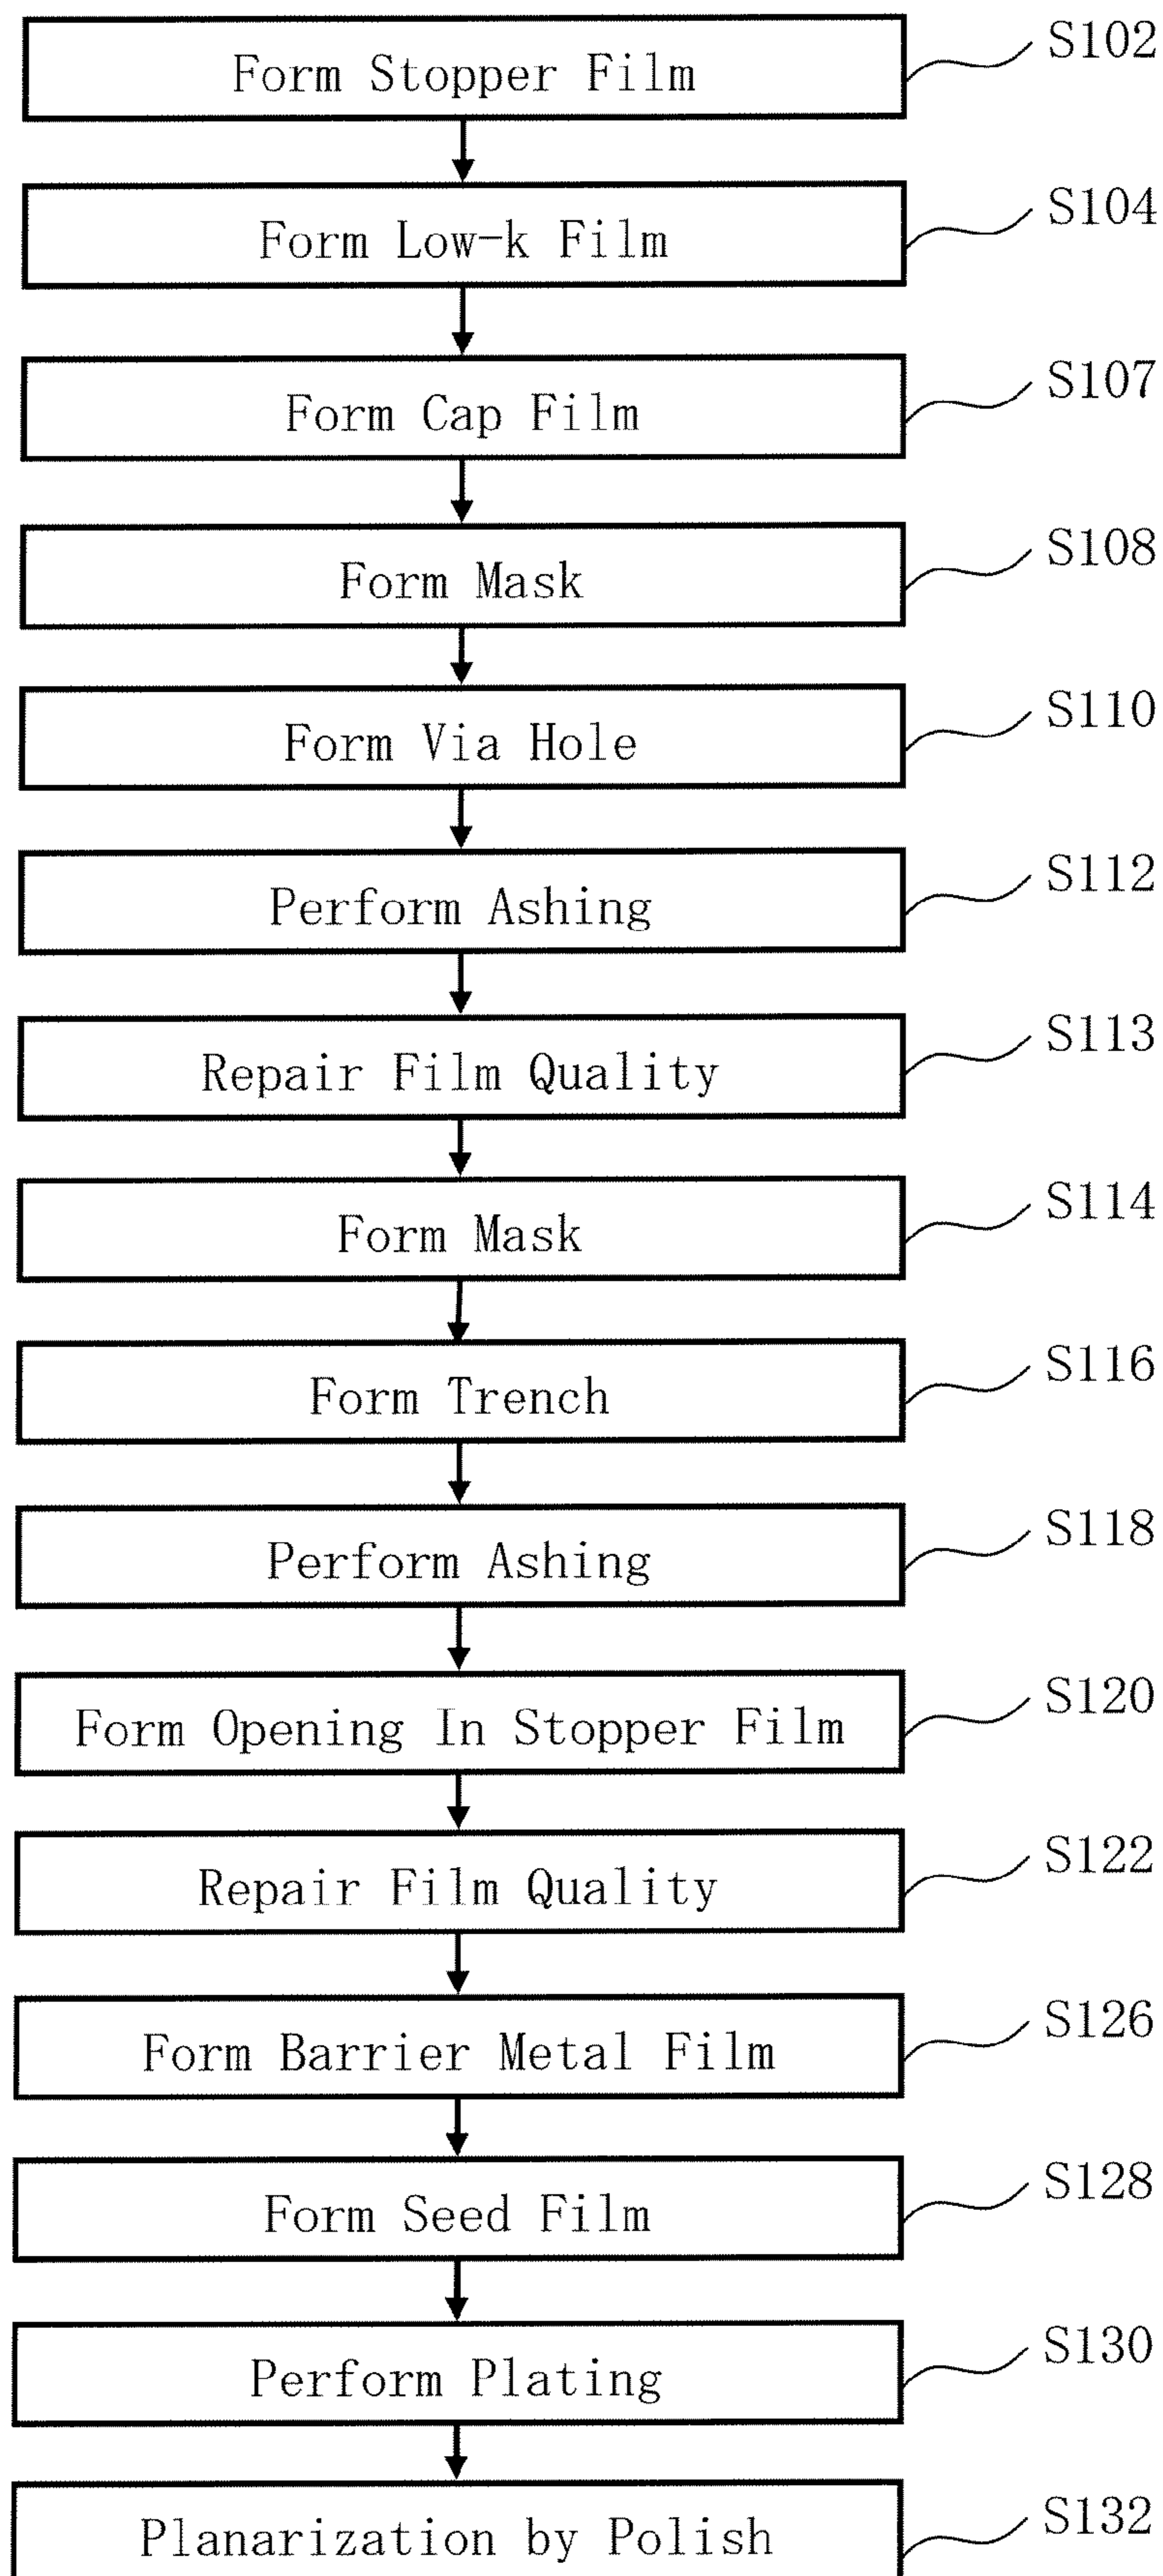 Form Stopper Film S102
Form Low-k Film S104
Form Cap Film S107
Form Mask S108
Form Via Hole S110
Perform Ashing S112
Repair Film Quality S113
Form Mask S114
Form Trench S116
Perform Ashing S118
Form Opening In Stopper Film S120
Repair Film Quality S122
Form Barrier Metal Film S126
Form Seed Film S128
Perform Plating S130
Planarization by Polish S132